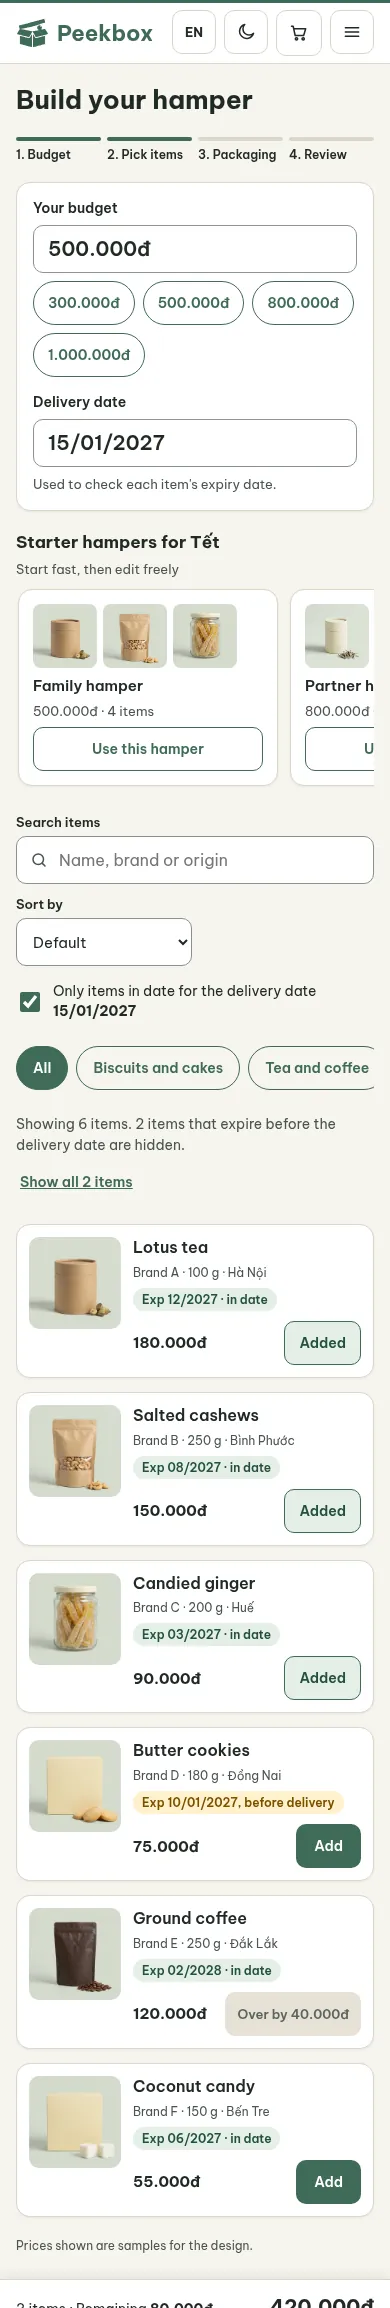 Peekbox
EN
Build your hamper
1. Budget
2. Pick items
3. Packaging
4. Review
Your budget
500.000đ
300.000đ
500.000đ
800.000đ
1.000.000đ
Delivery date
15/01/2027
Used to check each item's expiry date.
Starter hampers for Tết
Start fast, then edit freely
Family hamper
500.000đ · 4 items
Use this hamper
Partner h
800.000đ
U
Search items
Name, brand or origin
Sort by
Default
Only items in date for the delivery date
15/01/2027
All
Biscuits and cakes
Tea and coffee
Showing 6 items. 2 items that expire before the
delivery date are hidden.
Show all 2 items
Lotus tea
Brand A · 100 g · Hà Nội
Exp 12/2027 · in date
180.000đ
Added
Salted cashews
Brand B · 250 g · Bình Phước
Exp 08/2027 · in date
150.000đ
Added
Candied ginger
Brand C · 200 g · Huế
Exp 03/2027 · in date
90.000đ
Added
Butter cookies
Brand D · 180 g · Đồng Nai
Exp 10/01/2027, before delivery
75.000đ
Add
Ground coffee
Brand E · 250 g · Đắk Lắk
Exp 02/2028 · in date
120.000đ
Over by 40.000đ
Coconut candy
Brand F · 150 g · Bến Tre
Exp 06/2027 · in date
55.000đ
Add
Prices shown are samples for the design.
items · Remaining 80.000đ
420.000đ